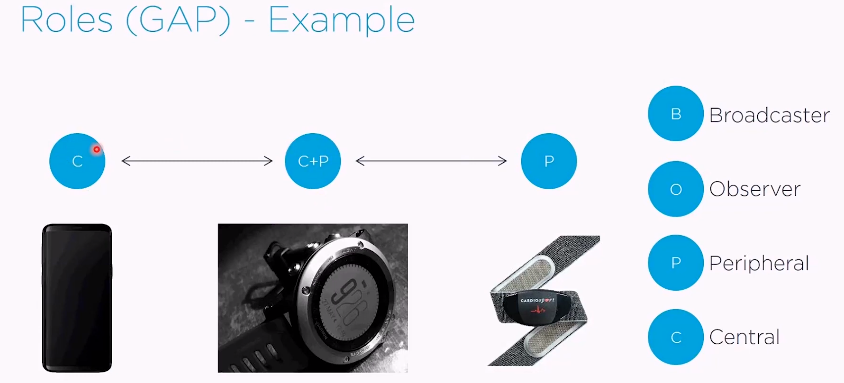 Roles (GAP) - Example
B Broadcaster
C
C+P
P
O Observer
P Peripheral
C Central
CARDIOsport